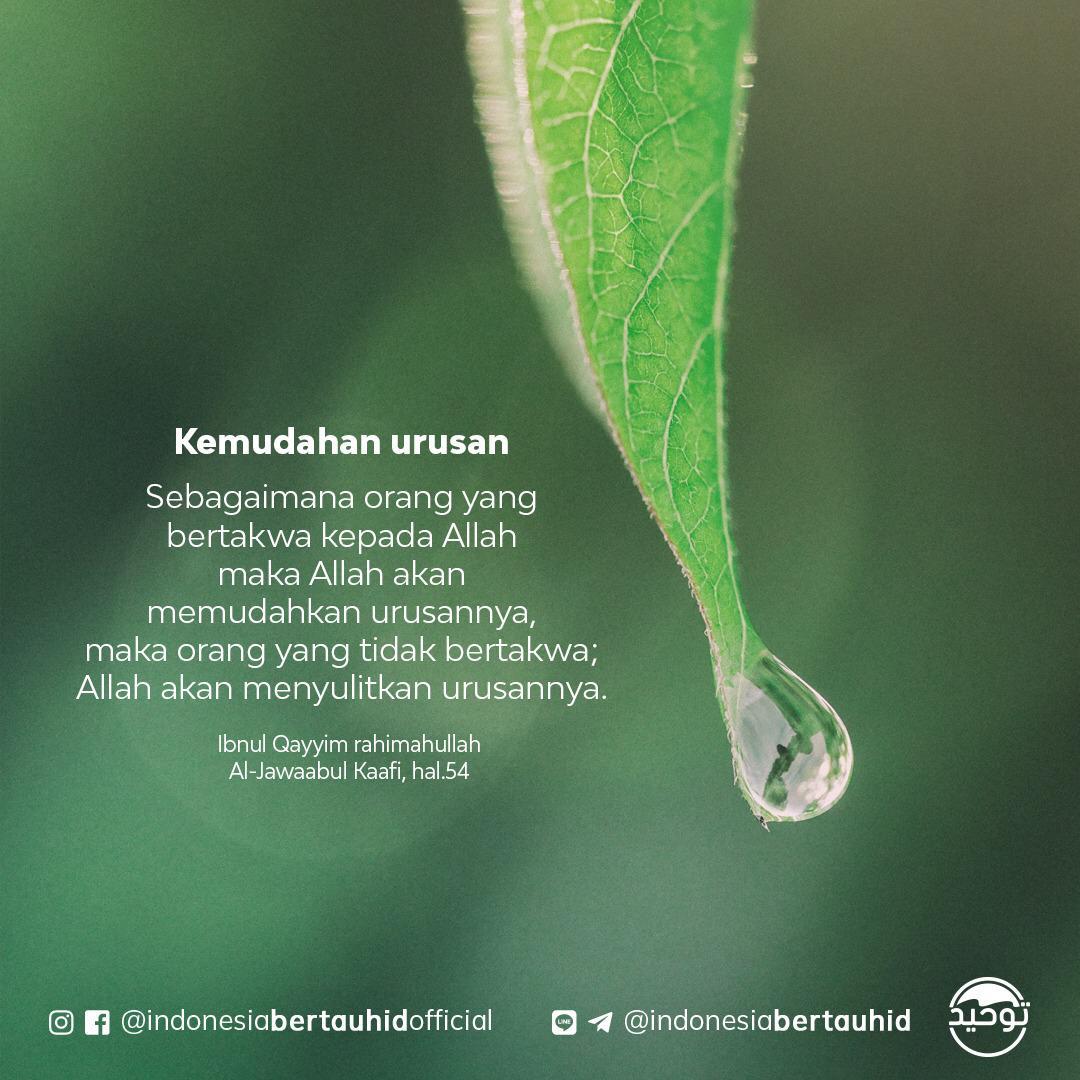 Kemudahan urusan
Sebagaimana orang yang
bertakwa kepada Allah
maka Allah akan
memudahkan urusannya,
maka orang yang tidak bertakwa;
Allah akan menyulitkan urusannya.
Ibnul Qayyim rahimahullah
Al-Jawaabul Kaafi, hal.54
@indonesiabertauhidofficial
LINE
@indonesiabertauhid
توحيد